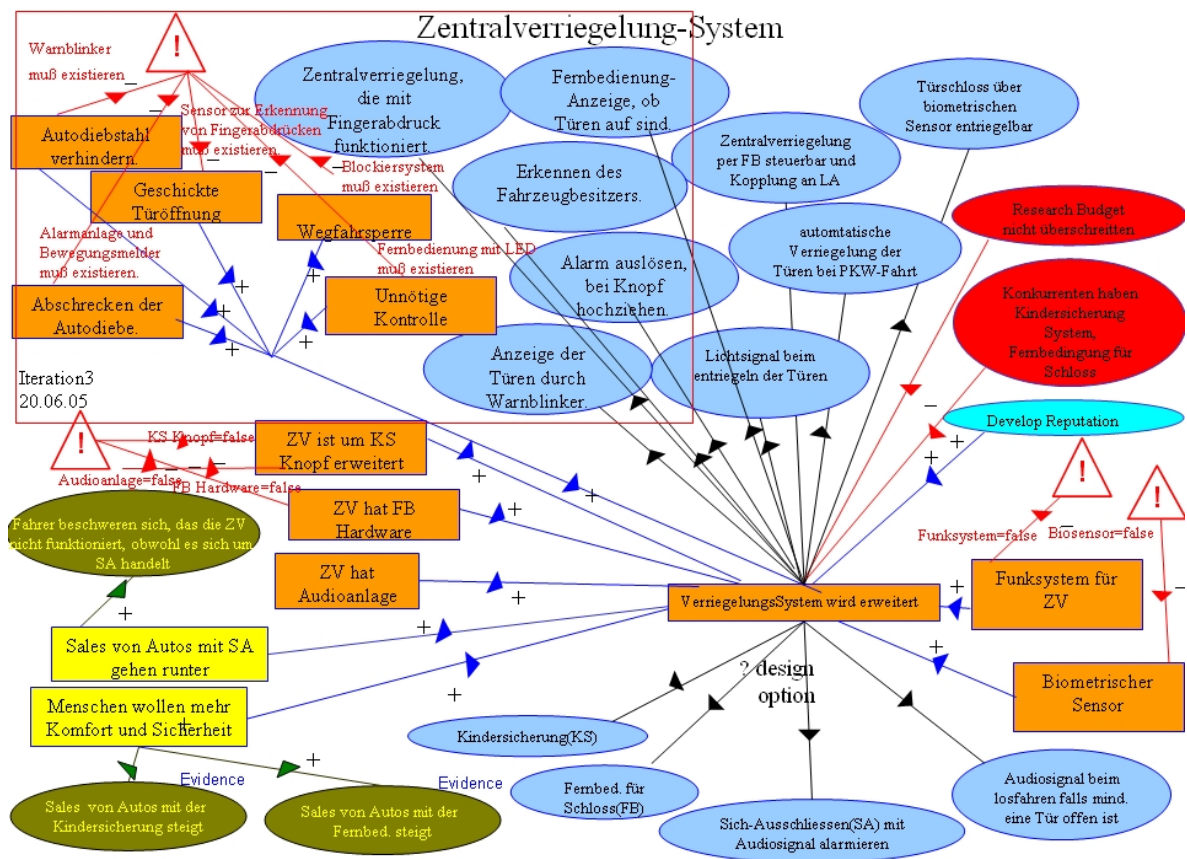 Zentralverriegelung-System
Warnblinker
muß existieren
Sensor zur Erkennung
von Fingerabdrücken
muß existieren.
Blockiersystem
muß existieren
Alarmanlage und
Bewegungsmelder
muß existieren.
Fernbedienung mit LED
muß existieren
Autodiebstahl
verhindern.
Geschickte
Türöffnung
Wegfahrsperre
Abschrecken der
Autodiebe.
Unnötige
Kontrolle
Iteration3
20.06.05
Zentralverriegelung,
die mit
Fingerabdruck
funktioniert.
Fernbedienung-
Anzeige, ob
Türen auf sind.
Türschloss über
biometrischen
Sensor entriegelbar
Erkennen des
Fahrzeugbesitzers.
Zentralverriegelung
per FB steuerbar und
Kopplung an LA
Alarm auslösen,
bei Knopf
hochziehen.
automtatische
Verriegelung der
Türen bei PKW-Fahrt
Anzeige der
Türen durch
Warnblinker.
Lichtsignal beim
entriegeln der Türen
Research Budget
nicht überschreitten
Konkurrenten haben
Kindersicherung
System,
Fernbedingung für
Schloss
Develop Reputation
KS Knopf=false
Audioanlage=false
FB Hardware=false
ZV ist um KS
Knopf erweitert
ZV hat FB
Hardware
ZV hat
Audioanlage
Fahrer beschweren sich, das die ZV
nicht funktioniert, obwohl es sich um
SA handelt
Sales von Autos mit SA
gehen runter
Menschen wollen mehr
Komfort und Sicherheit
Evidence
Evidence
Sales von Autos mit der
Kindersicherung steigt
Sales von Autos mit der
Fernbed. steigt
VerriegelungsSystem wird erweitert
Funksystem=false
Biosensor=false
Funksystem für
ZV
Biometrischer
Sensor
? design
option
Kindersicherung(KS)
Fernbed. für
Schloss(FB)
Sich-Ausschliessen(SA) mit
Audiosignal alarmieren
Audiosignal beim
losfahren falls mind.
eine Tür offen ist